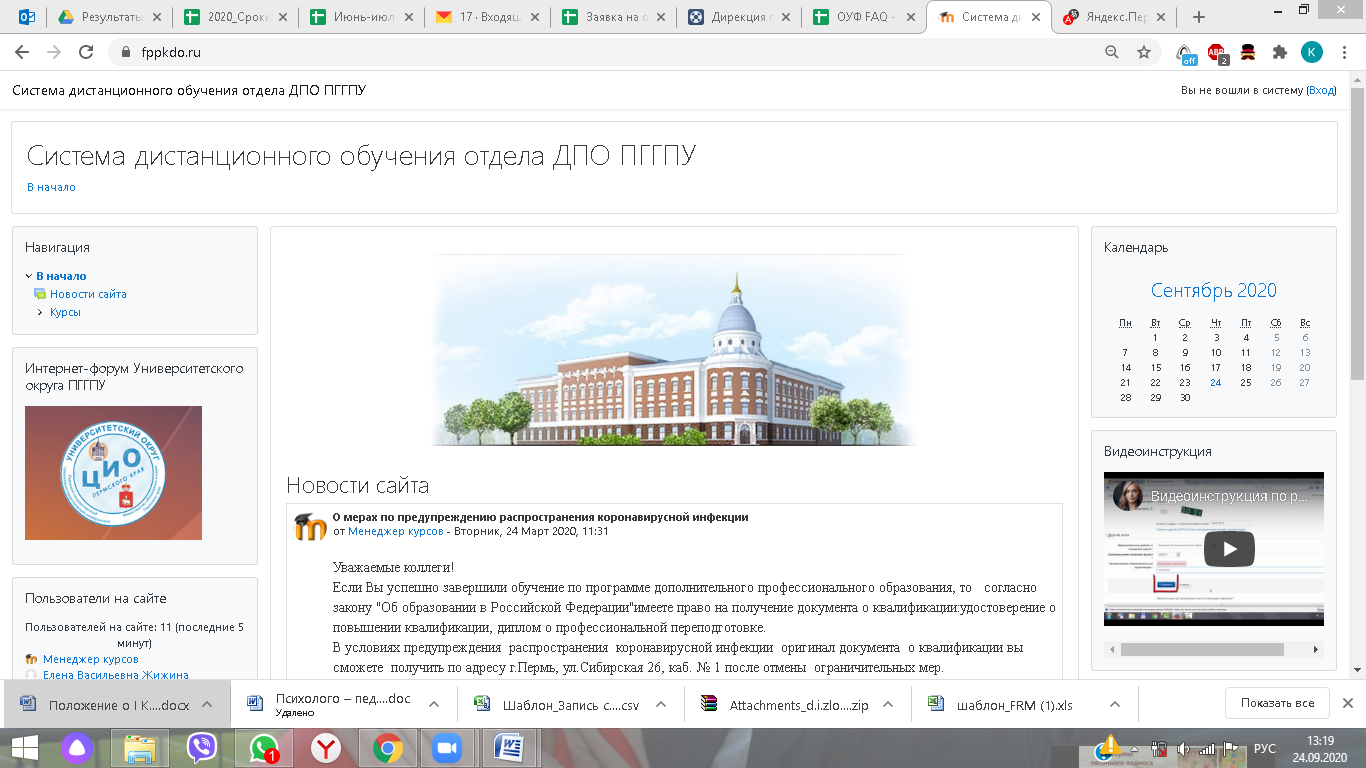 Результаты
2020_Сроки
Июнь-июл
17 · Входящ
Заявка на о
Дирекция п
ОУФ FAQ -
Система ди
Яндекс.Пер
fppkdo.ru
off
ABP
2
K
Система дистанционного обучения отдела ДПО ПГГПУ
Вы не вошли в систему (Вход)
Система дистанционного обучения отдела ДПО ПГГПУ
В начало
Навигация
В начало
Новости сайта
Курсы
Интернет-форум Университетского
округа ПГГПУ
УНИВЕРСИТЕТСКИЙ ОКРУГ
ЦИО
ПЕРМСКОГО КРАЯ
Пользователи на сайте
Пользователей на сайте: 11 (последние 5
минут)
Менеджер курсов
Елена Васильевна Жижина
Новости сайта
О мерах по предупреждению распространения коронавирусной инфекции
от Менеджер курсов - Вторник, 24 Март 2020, 11:31
Уважаемые коллеги!
Если Вы успешно завершили обучение по программе дополнительного профессионального образования, то согласно
закону "Об образовании в Российской Федерации"имеете право на получение документа о квалификации:удостоверение о
повышении квалификации, диплом о профессиональной переподготовке.
В условиях предупреждения распространения коронавирусной инфекции оригинал документа о квалификации вы
сможете получить по адресу г.Пермь, ул.Сибирская 26, каб. № 1 после отмены ограничительных мер.
Календарь
Сентябрь 2020
Пн Вт Ср Чт Пт Сб Вс
1 2 3 4 5 6
7 8 9 10 11 12 13
14 15 16 17 18 19 20
21 22 23 24 25 26 27
28 29 30
Видеоинструкция
Видеоинструкция по р...
Положение о I К....docx
Психолого – пед....doc
Удалено
Шаблон_Запись с....csv
Attachments_d.i.zlo....zip
шаблон_FRM (1).xls
Показать все
1
РУС
13:19
24.09.2020